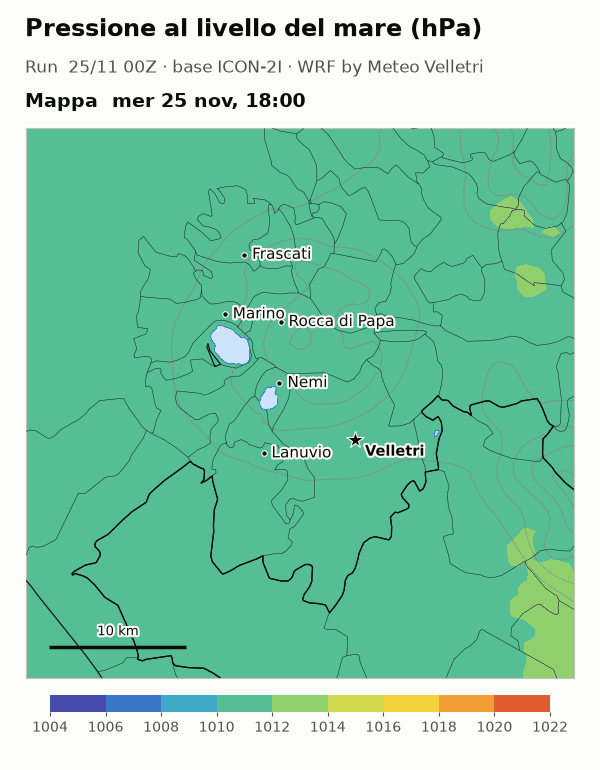 Pressione al livello del mare (hPa)
Run  25/11 00Z · base ICON-2I · WRF by Meteo Velletri
Mappa  mer 25 nov, 18:00
Frascati
Marino
Rocca di Papa
Nemi
Velletri
Lanuvio
10 km
1004 1006 1008 1010 1012 1014 1016 1018 1020 1022